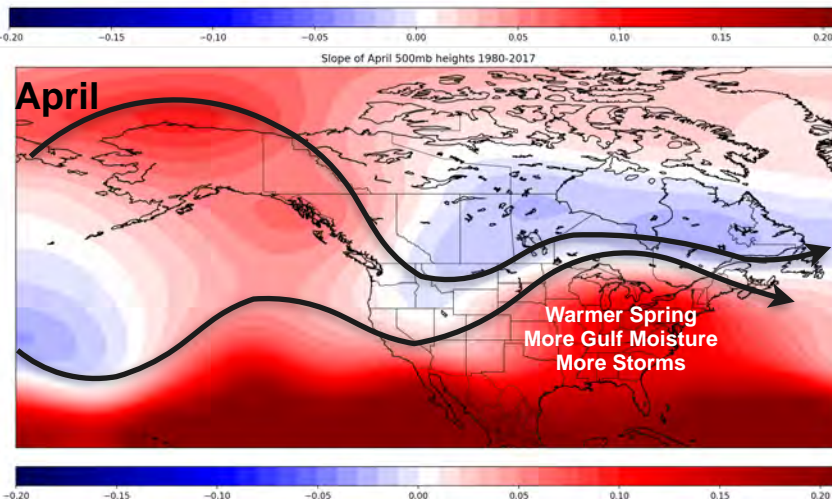 −0.20 −0.15 −0.10 −0.05 0.00 0.05 0.10 0.15 0.20
Slope of April 500mb heights 1980-2017
April
Warmer Spring
More Gulf Moisture
More Storms
−0.20 −0.15 −0.10 −0.05 0.00 0.05 0.10 0.15 0.20